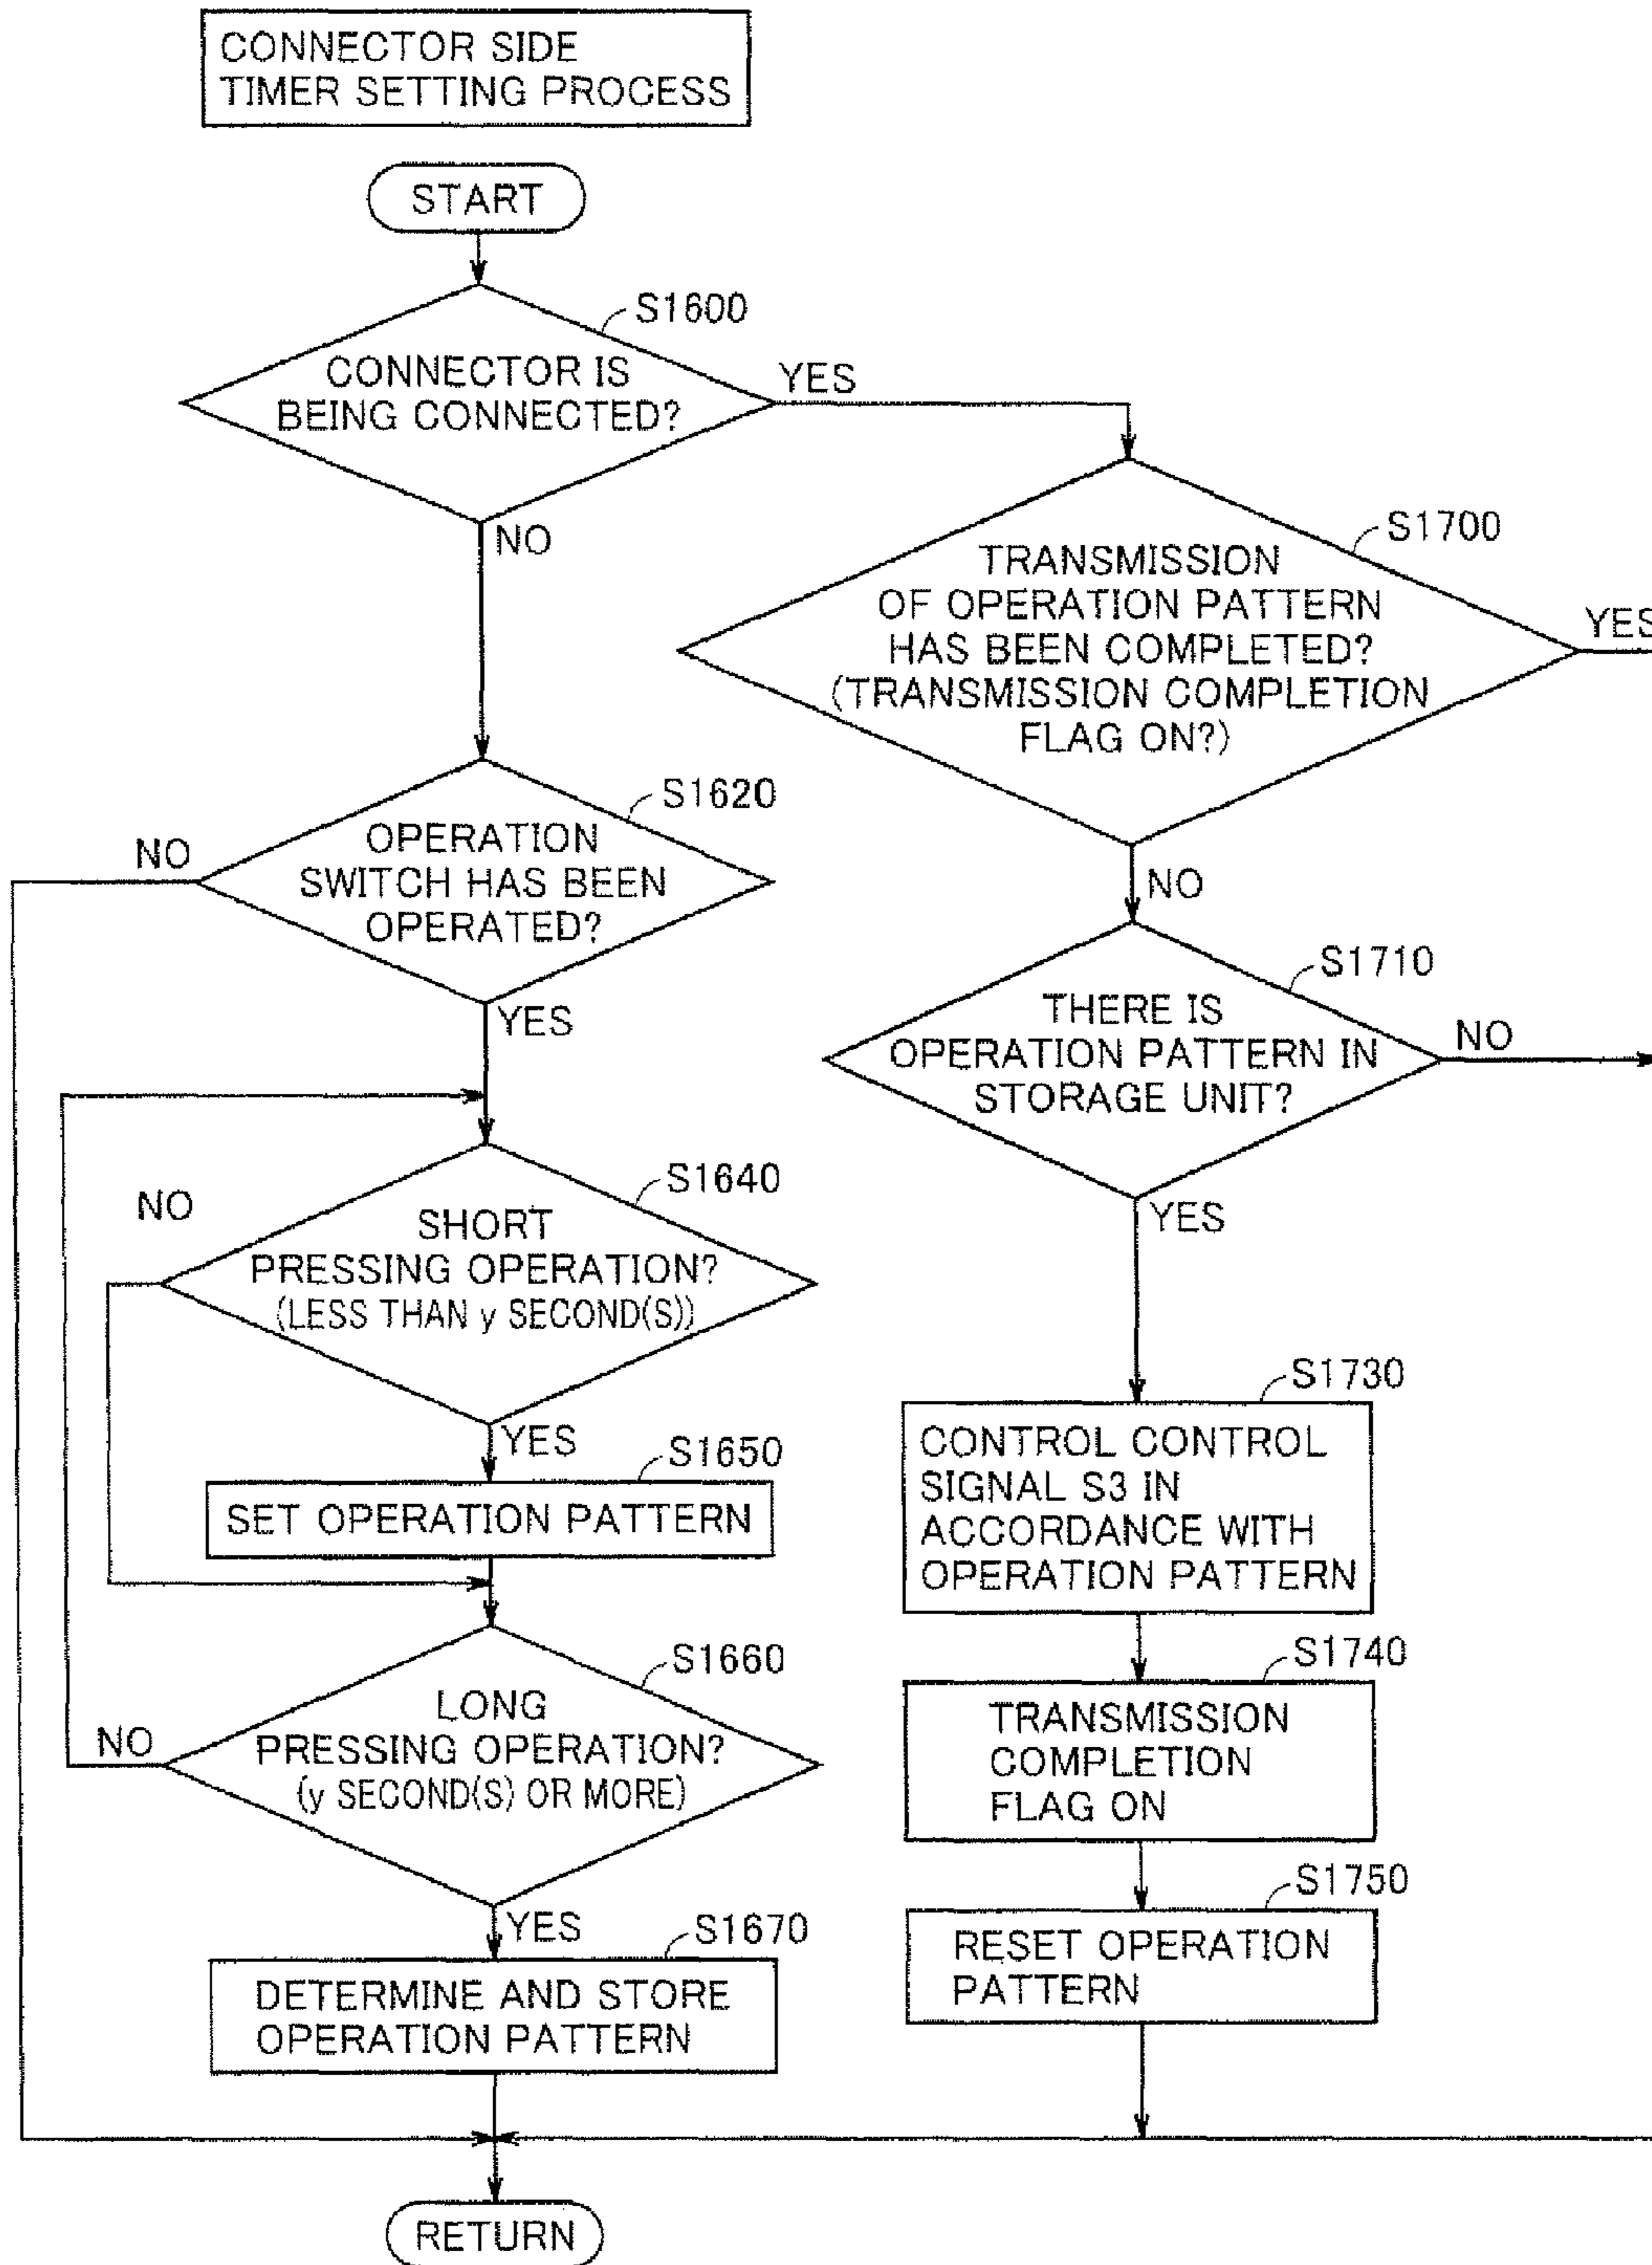 CONNECTOR SIDE
TIMER SETTING PROCESS
START
S1600
CONNECTOR IS
BEING CONNECTED?
YES
NO
S1700
TRANSMISSION
OF OPERATION PATTERN
HAS BEEN COMPLETED?
(TRANSMISSION COMPLETION
FLAG ON?)
YES
NO
S1620
OPERATION
SWITCH HAS BEEN
OPERATED?
NO
YES
S1710
THERE IS
OPERATION PATTERN IN
STORAGE UNIT?
NO
YES
S1640
NO
SHORT
PRESSING OPERATION?
(LESS THAN y SECOND(S))
YES
S1650
SET OPERATION PATTERN
S1660
LONG
PRESSING OPERATION?
(y SECOND(S) OR MORE)
NO
YES
S1670
DETERMINE AND STORE
OPERATION PATTERN
S1730
CONTROL CONTROL
SIGNAL S3 IN
ACCORDANCE WITH
OPERATION PATTERN
S1740
TRANSMISSION
COMPLETION
FLAG ON
S1750
RESET OPERATION
PATTERN
RETURN